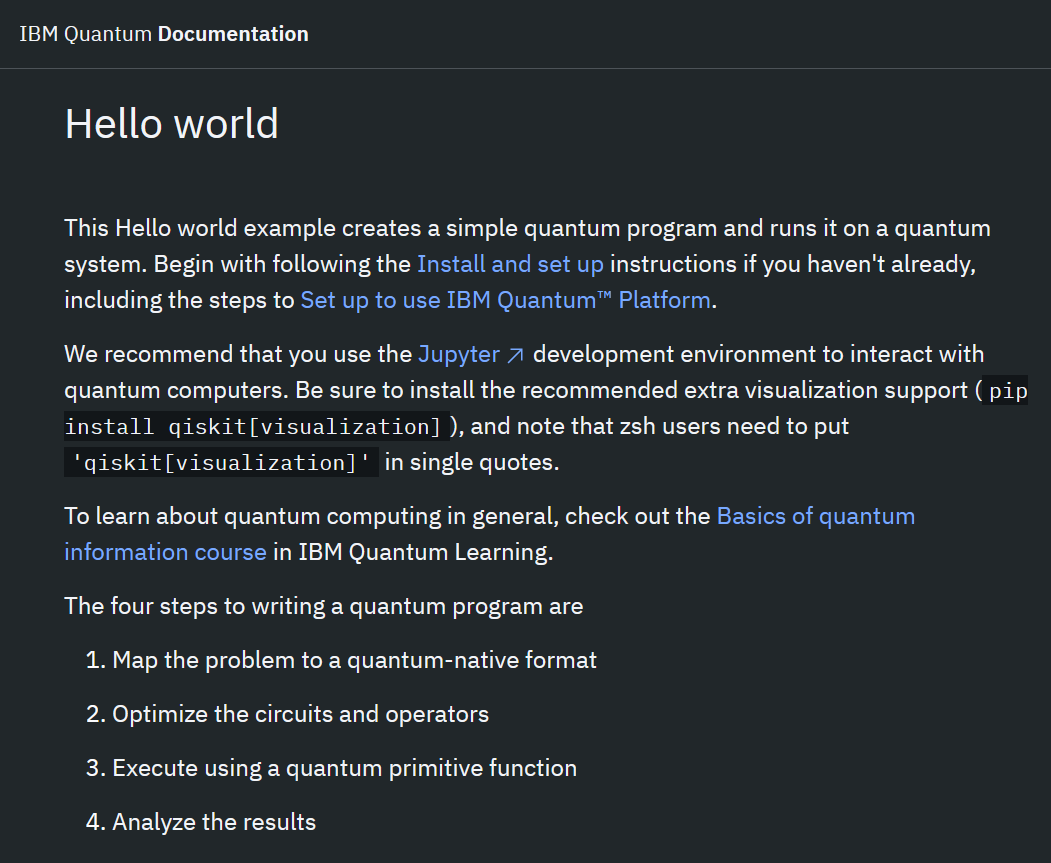 IBM Quantum Documentation
Hello world
This Hello world example creates a simple quantum program and runs it on a quantum
system. Begin with following the Install and set up instructions if you haven't already,
including the steps to Set up to use IBM Quantum™ Platform.
We recommend that you use the Jupyter ↗ development environment to interact with
quantum computers. Be sure to install the recommended extra visualization support ( pip
install qiskit[visualization] ), and note that zsh users need to put
'qiskit[visualization]' in single quotes.
To learn about quantum computing in general, check out the Basics of quantum
information course in IBM Quantum Learning.
The four steps to writing a quantum program are
1. Map the problem to a quantum-native format
2. Optimize the circuits and operators
3. Execute using a quantum primitive function
4. Analyze the results